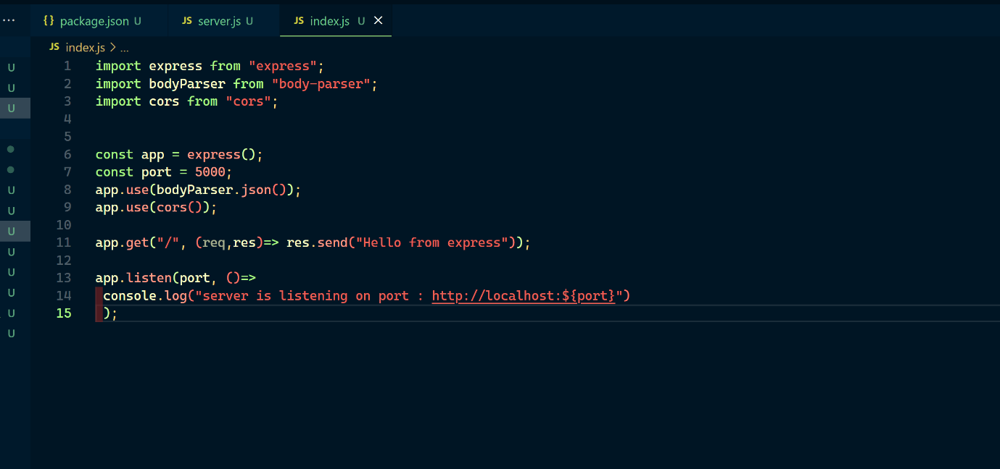 ... {} package.json U JS server.js U JS index.js U ×
JS index.js > ...
U
U
U
U
U
U
U
U
U
U
U
1 import express from "express";
2 import bodyParser from "body-parser";
3 import cors from "cors";
4
5
6 const app = express();
7 const port = 5000;
8 app.use(bodyParser.json());
9 app.use(cors());
10
11 app.get("/", (req,res)=> res.send("Hello from express"));
12
13 app.listen(port, ()=>
14 console.log("server is listening on port : http://localhost:${port}")
15 );